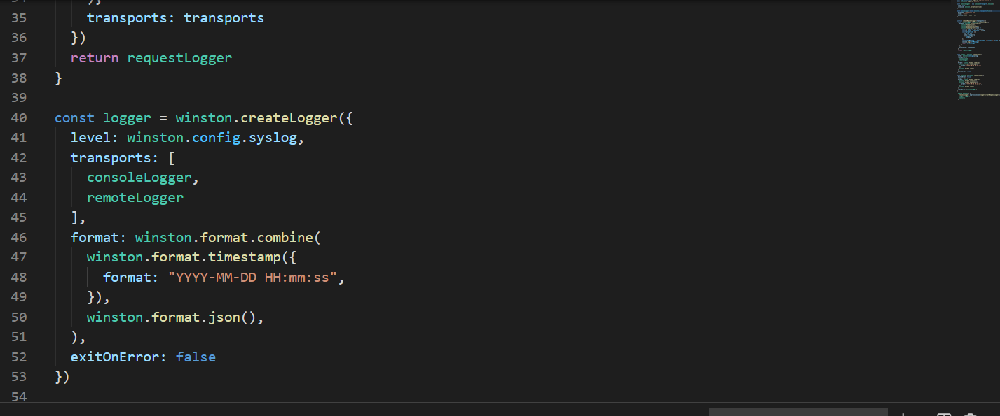 34 });
35 transports: transports
36 })
37 return requestLogger
38 }
39
40 const logger = winston.createLogger({
41 level: winston.config.syslog,
42 transports: [
43 consoleLogger,
44 remoteLogger
45 ],
46 format: winston.format.combine(
47 winston.format.timestamp({
48 format: "YYYY-MM-DD HH:mm:ss",
49 }),
50 winston.format.json(),
51 ),
52 exitOnError: false
53 })
54